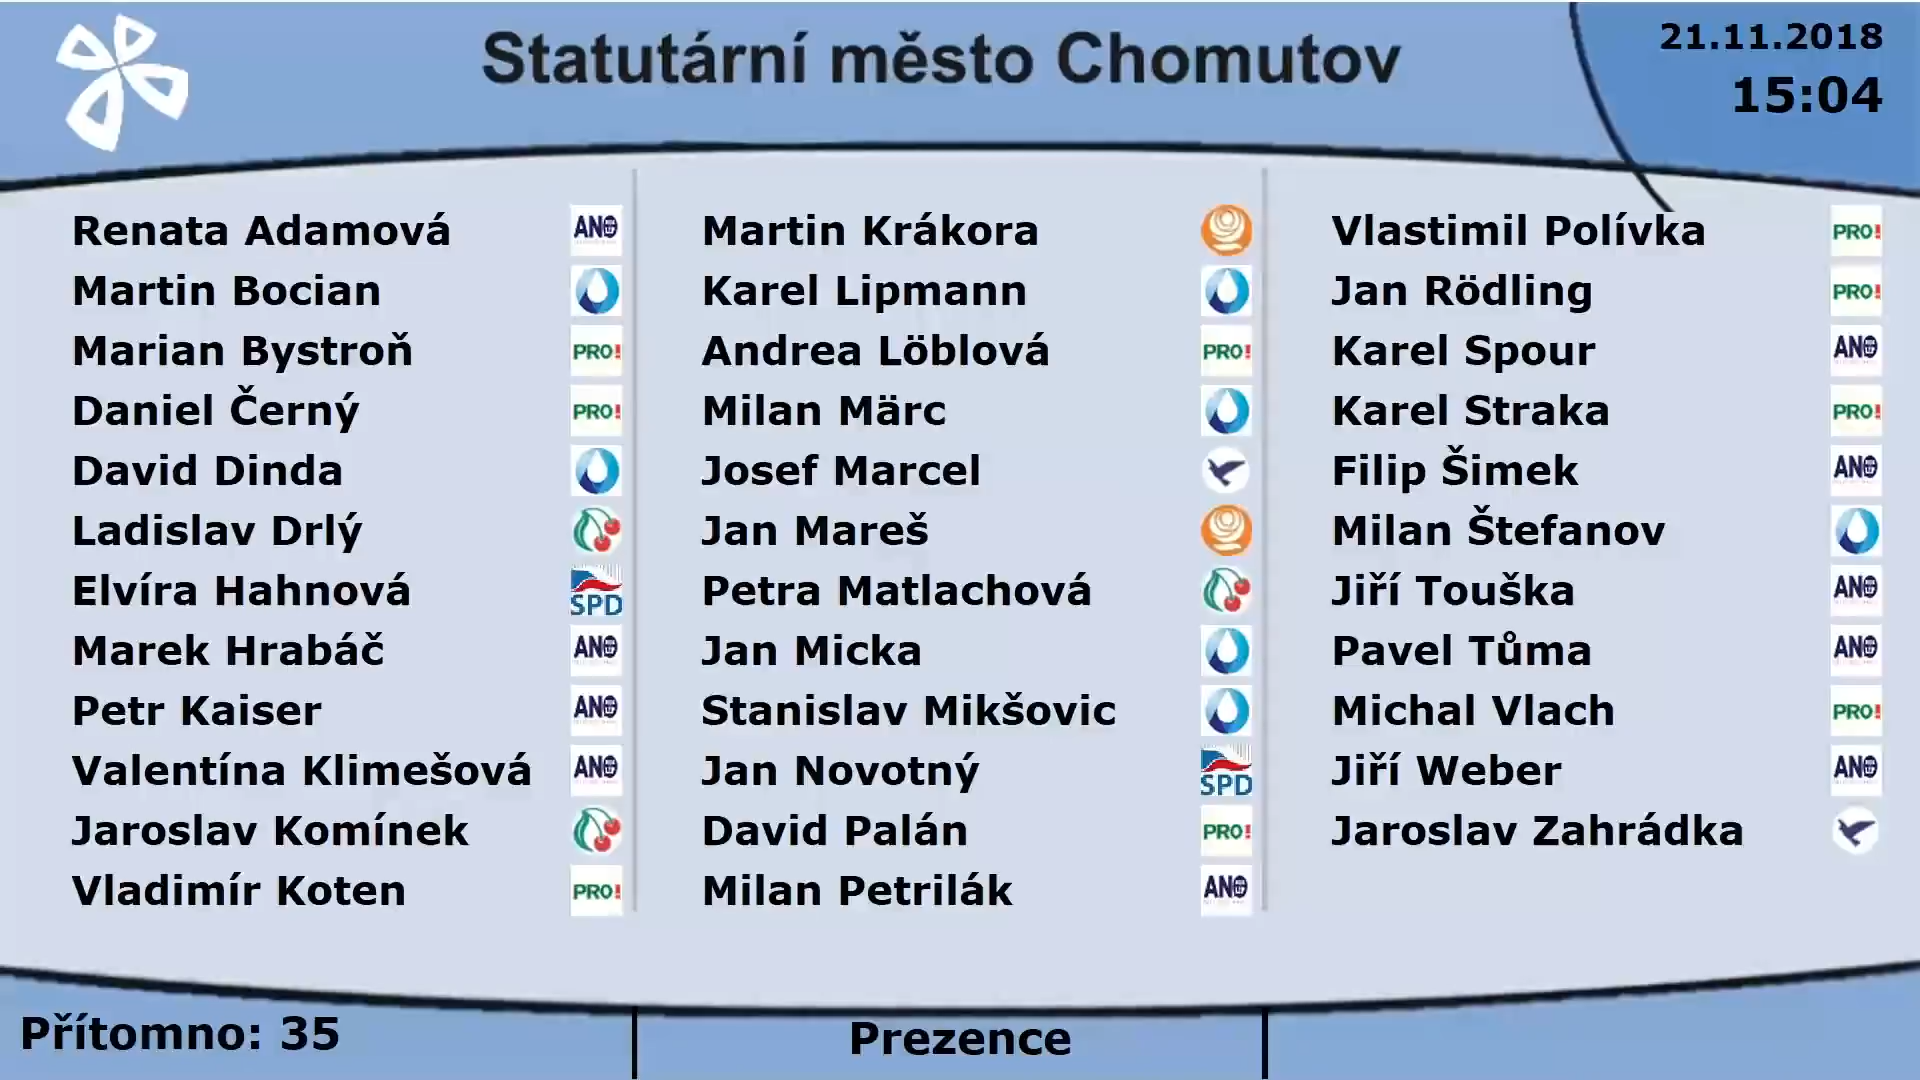 Statutární město Chomutov
21.11.2018
15:04
Renata Adamová ANO
Martin Bocian
Marian Bystroň PRO!
Daniel Černý PRO!
David Dinda
Ladislav Drlý
Elvíra Hahnová SPD
Marek Hrabáč ANO
Petr Kaiser ANO
Valentína Klimešová ANO
Jaroslav Komínek
Vladimír Koten PRO!
Martin Krákora
Karel Lipmann
Andrea Löblová PRO!
Milan Märc
Josef Marcel
Jan Mareš
Petra Matlachová
Jan Micka
Stanislav Mikšovic
Jan Novotný SPD
David Palán PRO!
Milan Petrilák ANO
Vlastimil Polívka PRO!
Jan Rödling PRO!
Karel Spour ANO
Karel Straka PRO!
Filip Šimek ANO
Milan Štefanov
Jiří Touška ANO
Pavel Tůma ANO
Michal Vlach PRO!
Jiří Weber ANO
Jaroslav Zahrádka
Přítomno: 35
Prezence